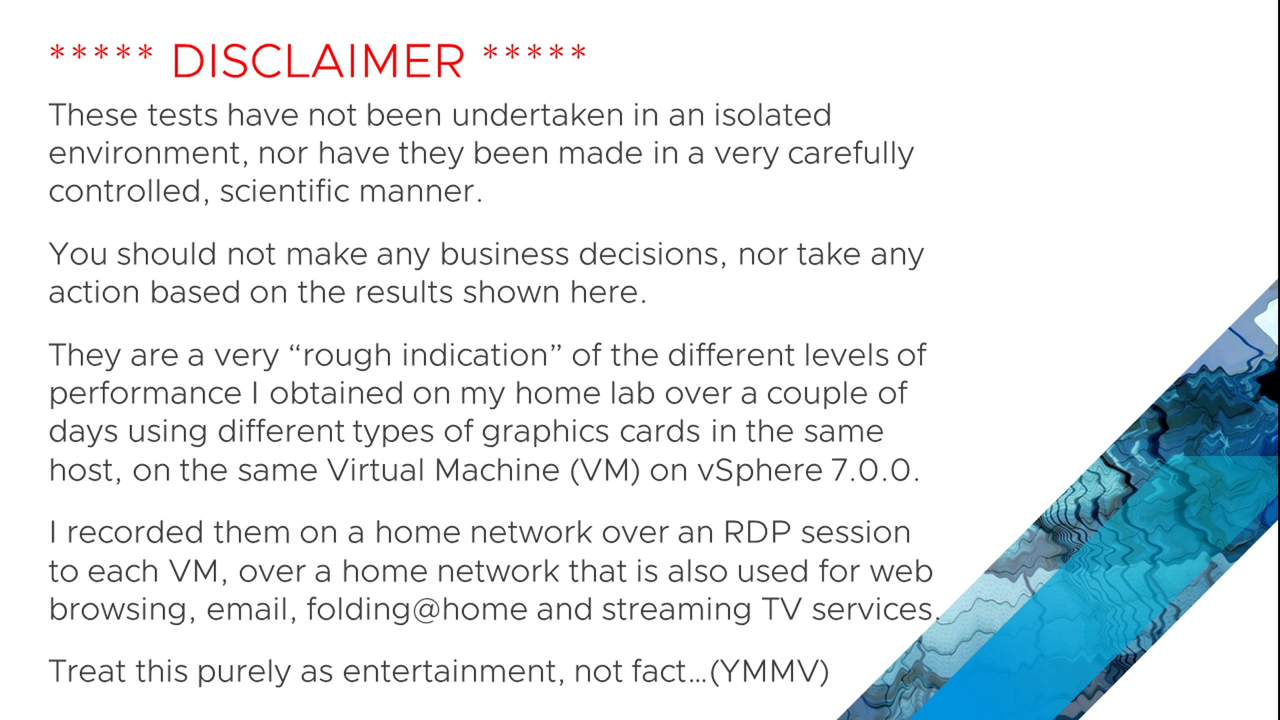 ***** DISCLAIMER *****
These tests have not been undertaken in an isolated
environment, nor have they been made in a very carefully
controlled, scientific manner.
You should not make any business decisions, nor take any
action based on the results shown here.
They are a very “rough indication” of the different levels of
performance I obtained on my home lab over a couple of
days using different types of graphics cards in the same
host, on the same Virtual Machine (VM) on vSphere 7.0.0.
I recorded them on a home network over an RDP session
to each VM, over a home network that is also used for web
browsing, email, folding@home and streaming TV services.
Treat this purely as entertainment, not fact…(YMMV)